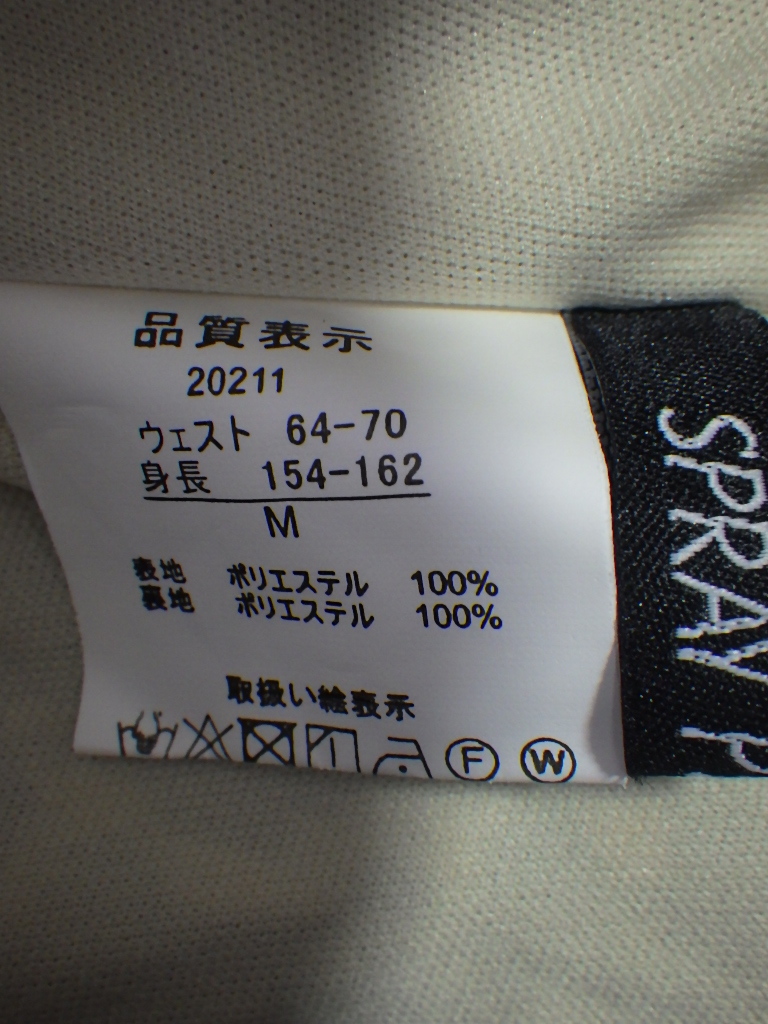 品質表示
20211
ウェスト 64-70
身長 154-162
M
表地 ポリエステル 100%
裏地 ポリエステル 100%
取扱い絵表示
F W
SPRAY P